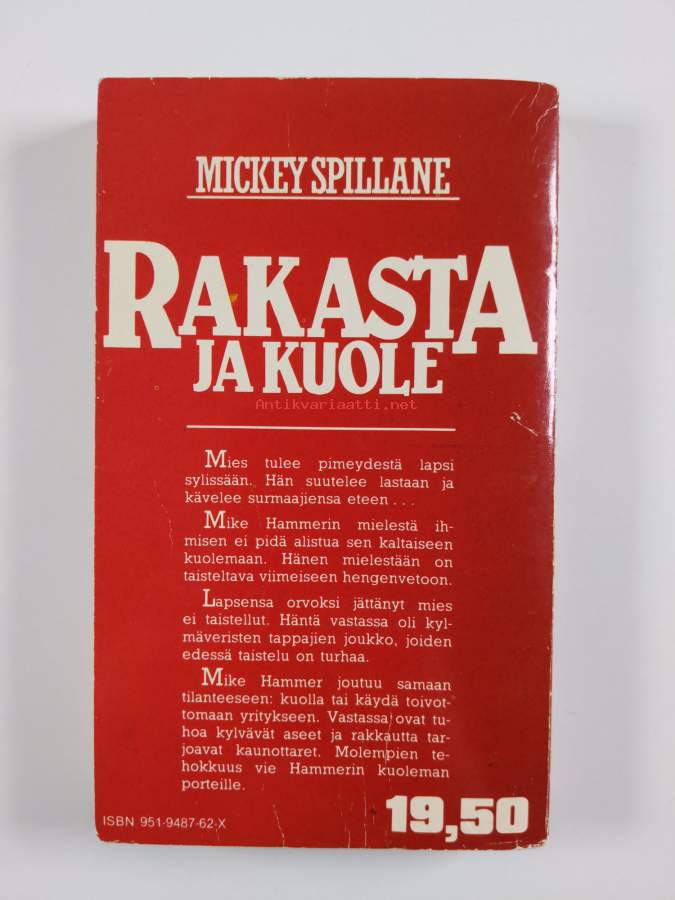 MICKEY SPILLANE
RAKASTA
JA KUOLE
Antikvariaatti.net
Mies tulee pimeydestä lapsi
sylissään. Hän suutelee lastaan ja
kävelee surmaajiensa eteen . . .
Mike Hammerin mielestä ih-
misen ei pidä alistua sen kaltaiseen
kuolemaan. Hänen mielestään on
taisteltava viimeiseen hengenvetoon.
Lapsensa orvoksi jättänyt mies
ei taistellut. Häntä vastassa oli kyl-
mäveristen tappajien joukko, joiden
edessä taistelu on turhaa.
Mike Hammer joutuu samaan
tilanteeseen: kuolla tai käydä toivot-
tomaan yritykseen. Vastassa ovat tu-
hoa kylvävät aseet ja rakkautta tar-
joavat kaunottaret. Molempien te-
hokkuus vie Hammerin kuoleman
porteille.
19,50
ISBN 951-9487-62-X